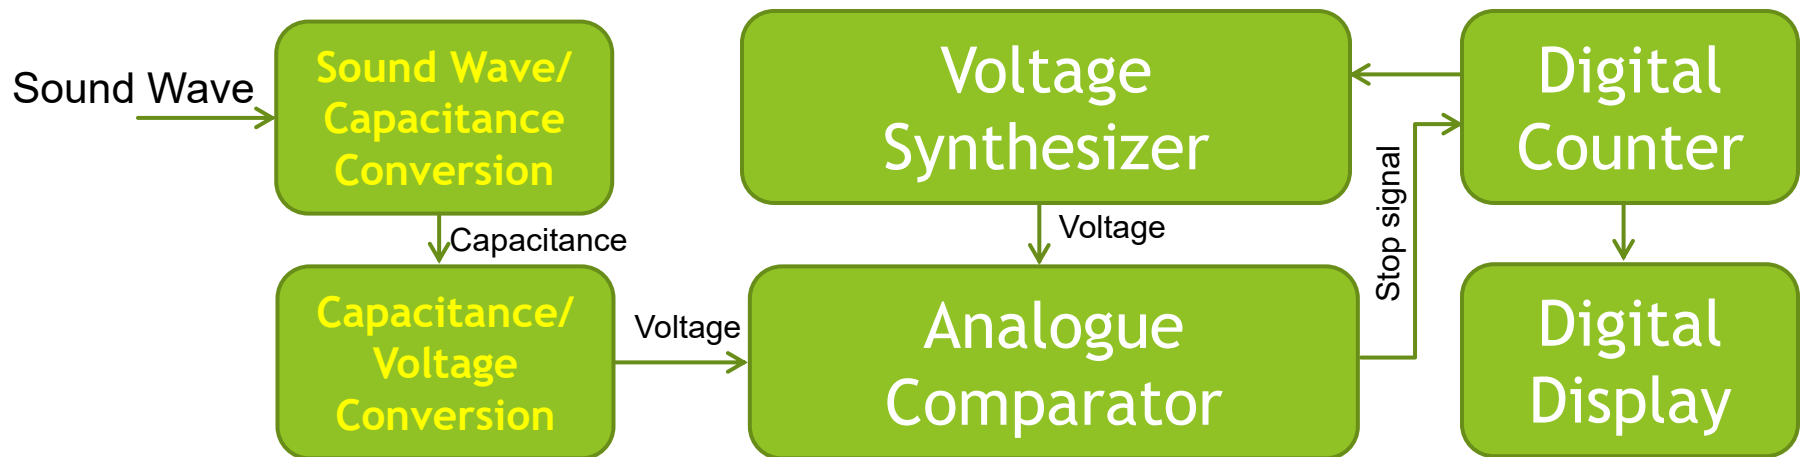 Sound Wave
Sound Wave/
Capacitance
Conversion
Capacitance
Capacitance/
Voltage
Conversion
Voltage
Voltage
Synthesizer
Voltage
Analogue
Comparator
Stop signal
Digital
Counter
Digital
Display